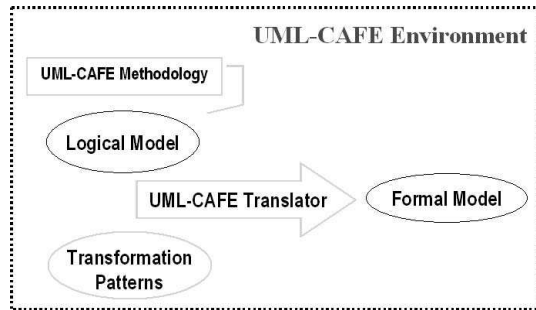 UML-CAFE Environment
UML-CAFE Methodology
Logical Model
UML-CAFE Translator
Formal Model
Transformation
Patterns